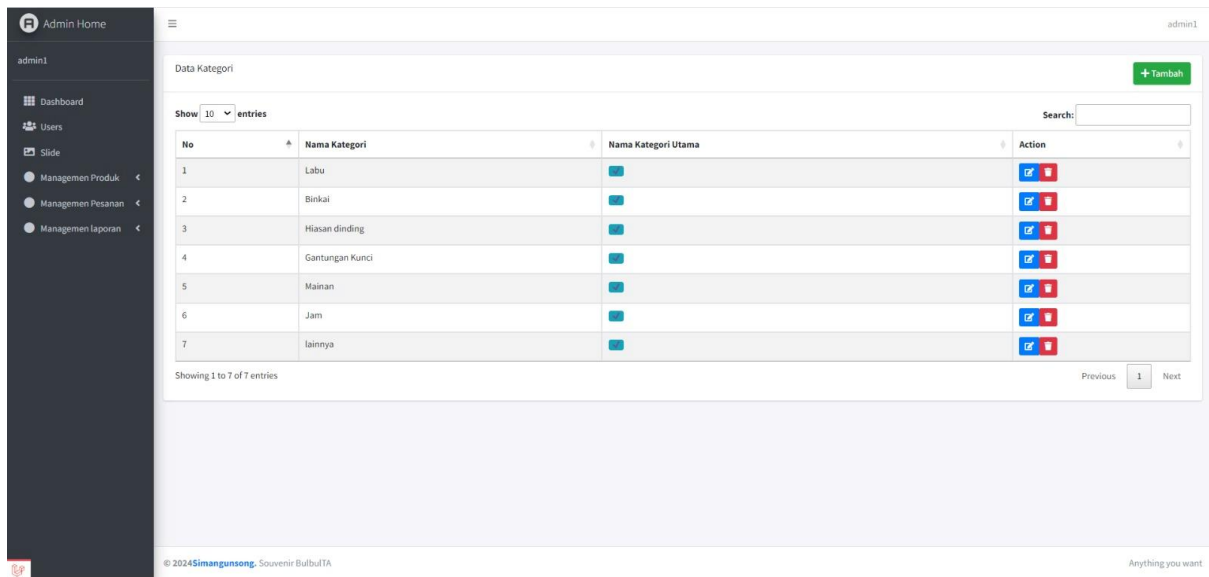 Admin Home
admin1
admin1
Dashboard
Users
Slide
Managemen Produk
Managemen Pesanan
Managemen laporan
Data Kategori
Tambah
Show 10 entries
Search:
No Nama Kategori Nama Kategori Utama Action
1 Labu
2 Binkai
3 Hiasan dinding
4 Gantungan Kunci
5 Mainan
6 Jam
7 lainnya
Showing 1 to 7 of 7 entries
Previous 1 Next
© 2024Simangunsong. Souvenir BulbulTA
Anything you want